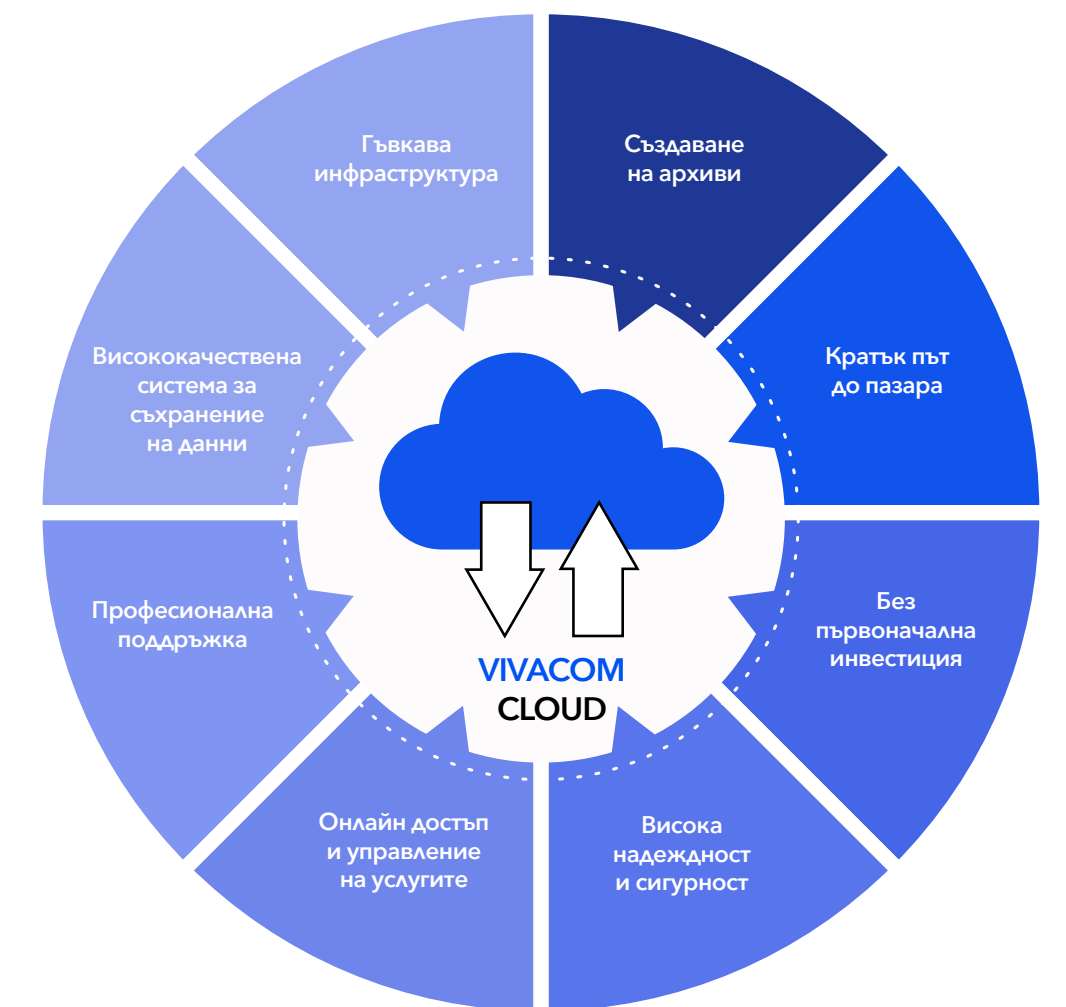 Гъвкава
инфраструктура
Създаване
на архиви
Кратък път
до пазара
Без
първоначална
инвестиция
Висока
надеждност
и сигурност
Онлайн достъп
и управление
на услугите
Професионална
поддръжка
Висококачествена
система за
съхранение
на данни
VIVACOM
CLOUD